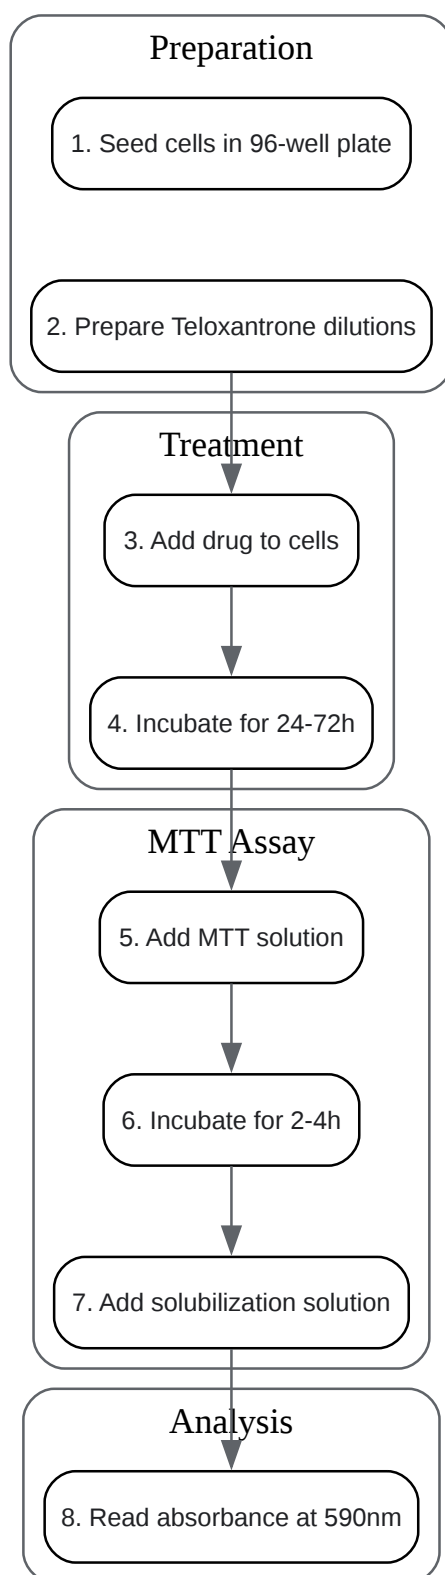 Preparation
1. Seed cells in 96-well plate
2. Prepare Teloxantrone dilutions
Treatment
3. Add drug to cells
4. Incubate for 24-72h
MTT Assay
5. Add MTT solution
6. Incubate for 2-4h
7. Add solubilization solution
Analysis
8. Read absorbance at 590nm